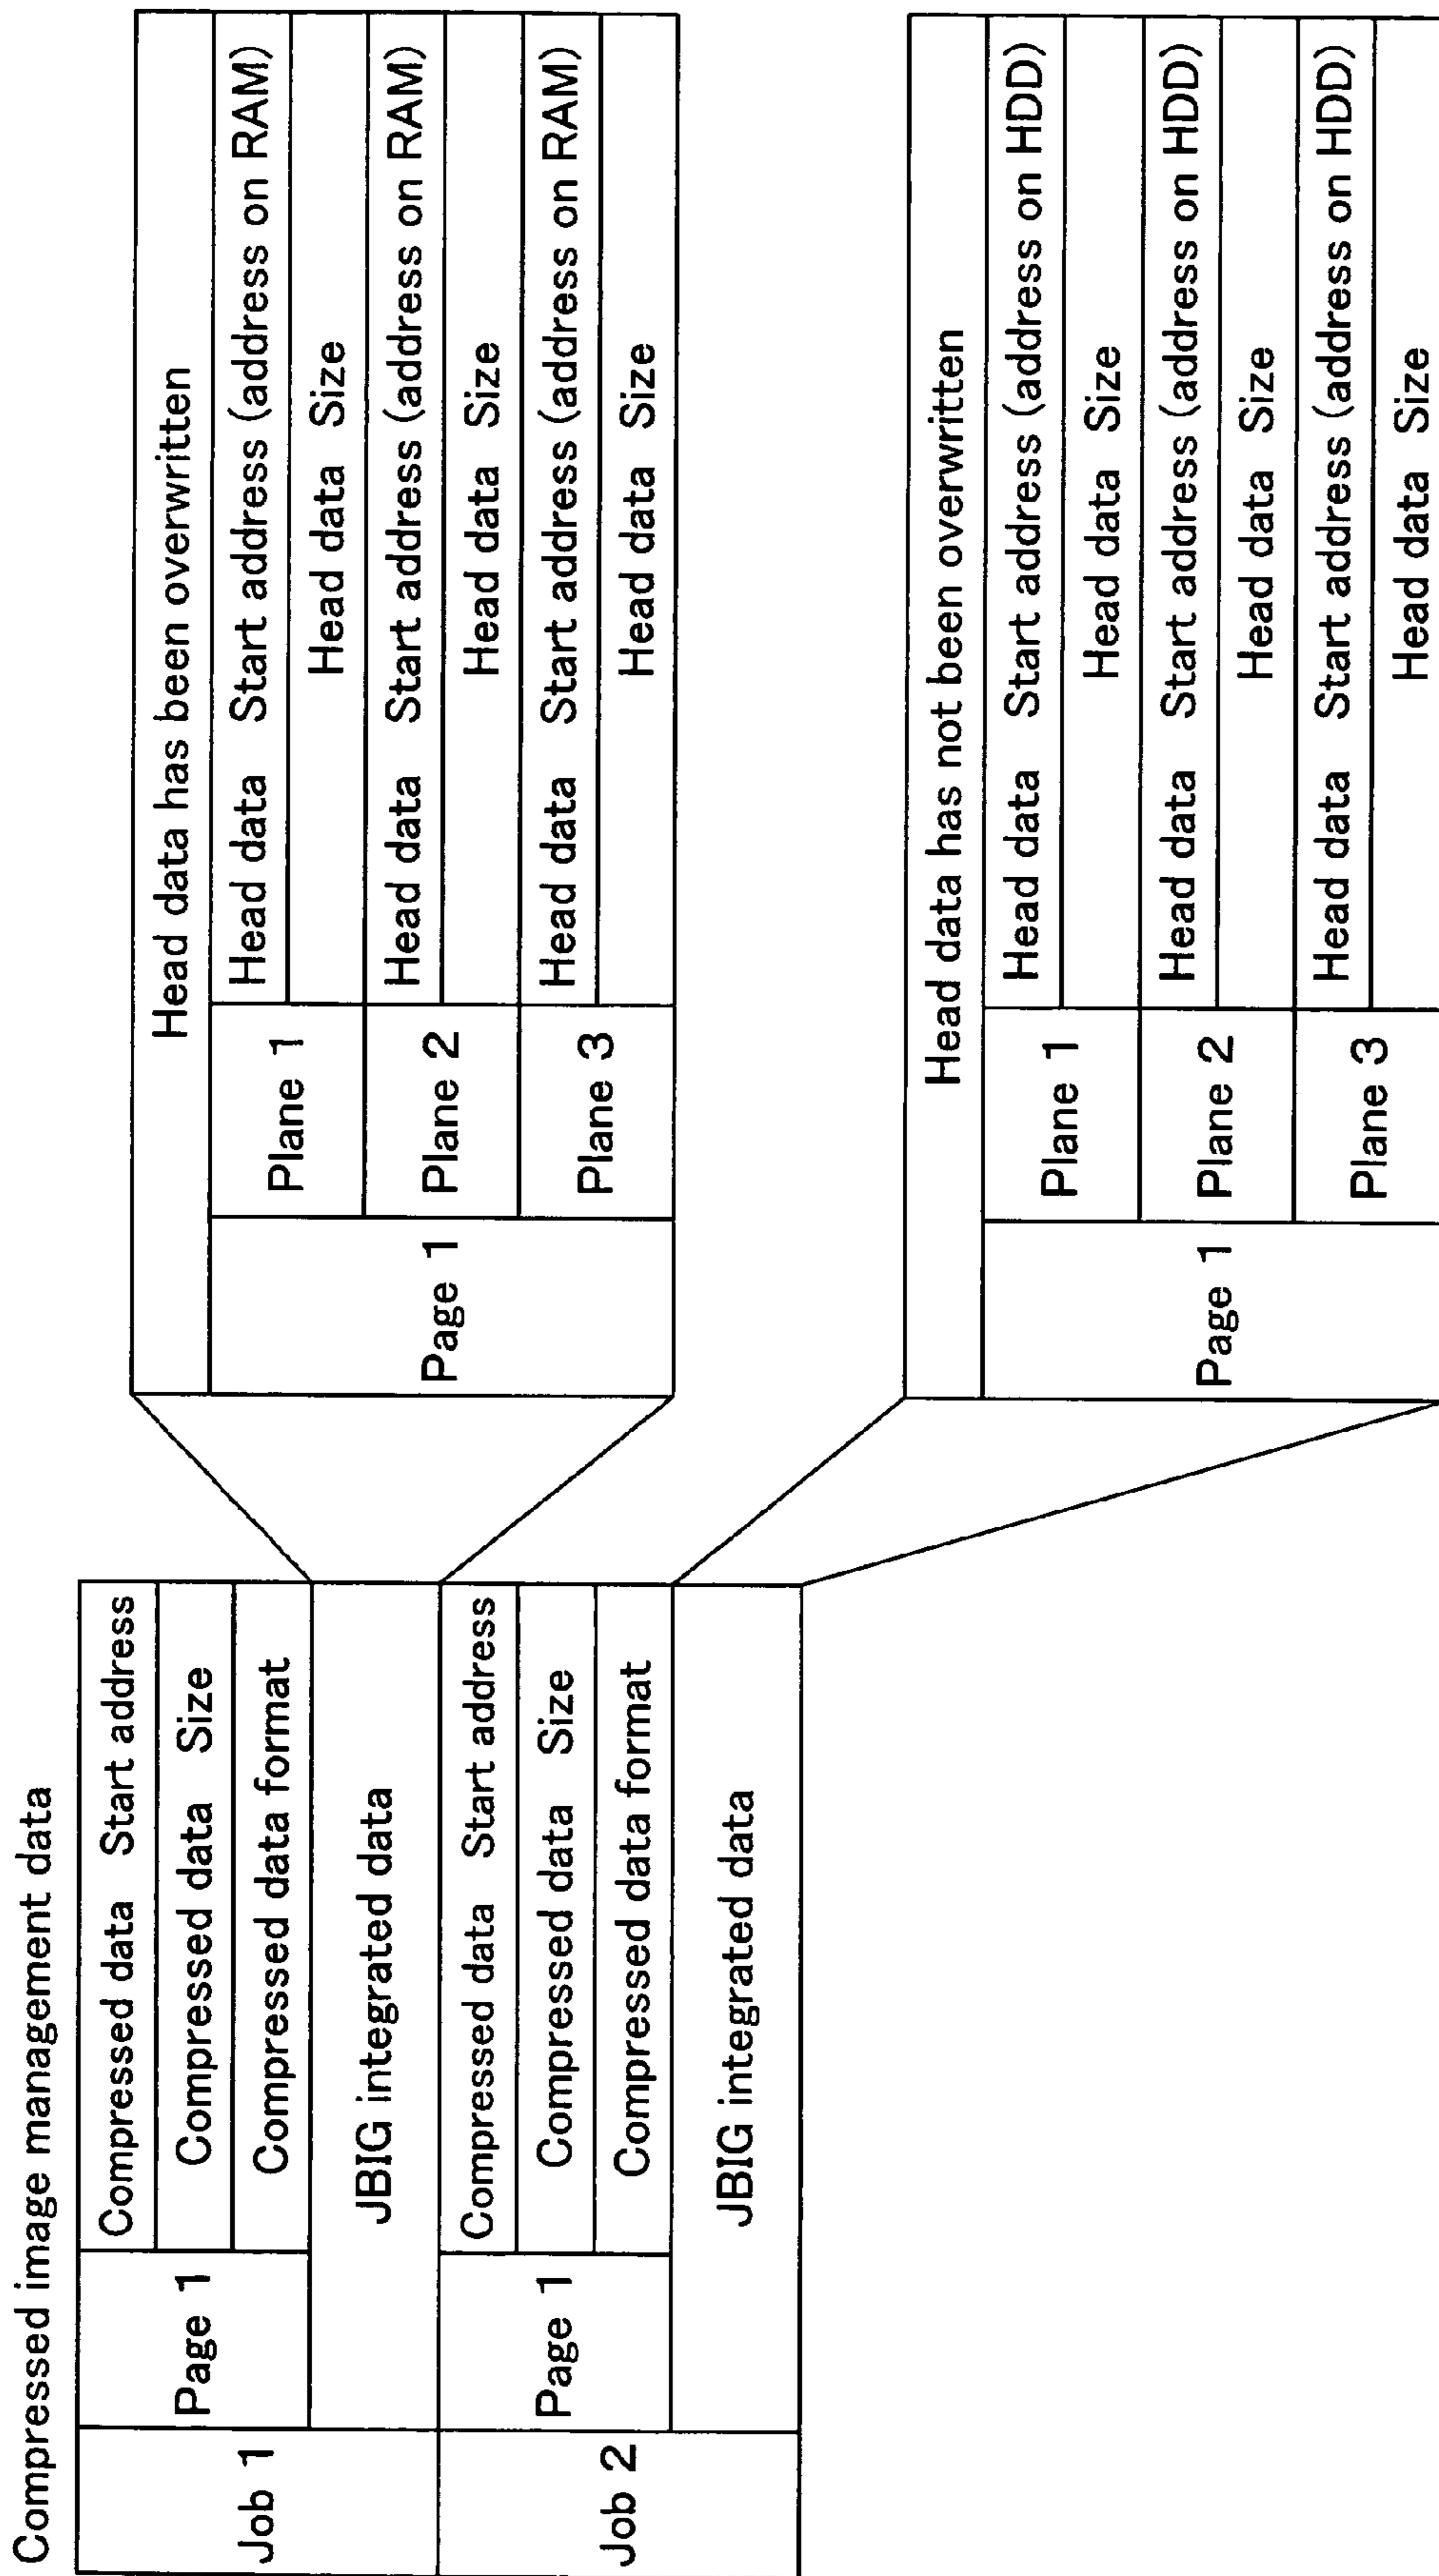 Compressed image management data
Job 1
Page 1
Compressed data Start address
Compressed data Size
Compressed data format
JBIG integrated data
Job 2
Page 1
Compressed data Start address
Compressed data Size
Compressed data format
JBIG integrated data
Head data has been overwritten
Page 1
Plane 1
Head data Start address (address on RAM)
Head data Size
Plane 2
Head data Start address (address on RAM)
Head data Size
Plane 3
Head data Start address (address on RAM)
Head data Size
Head data has not been overwritten
Page 1
Plane 1
Head data Start address (address on HDD)
Head data Size
Plane 2
Head data Start address (address on HDD)
Head data Size
Plane 3
Head data Start address (address on HDD)
Head data Size